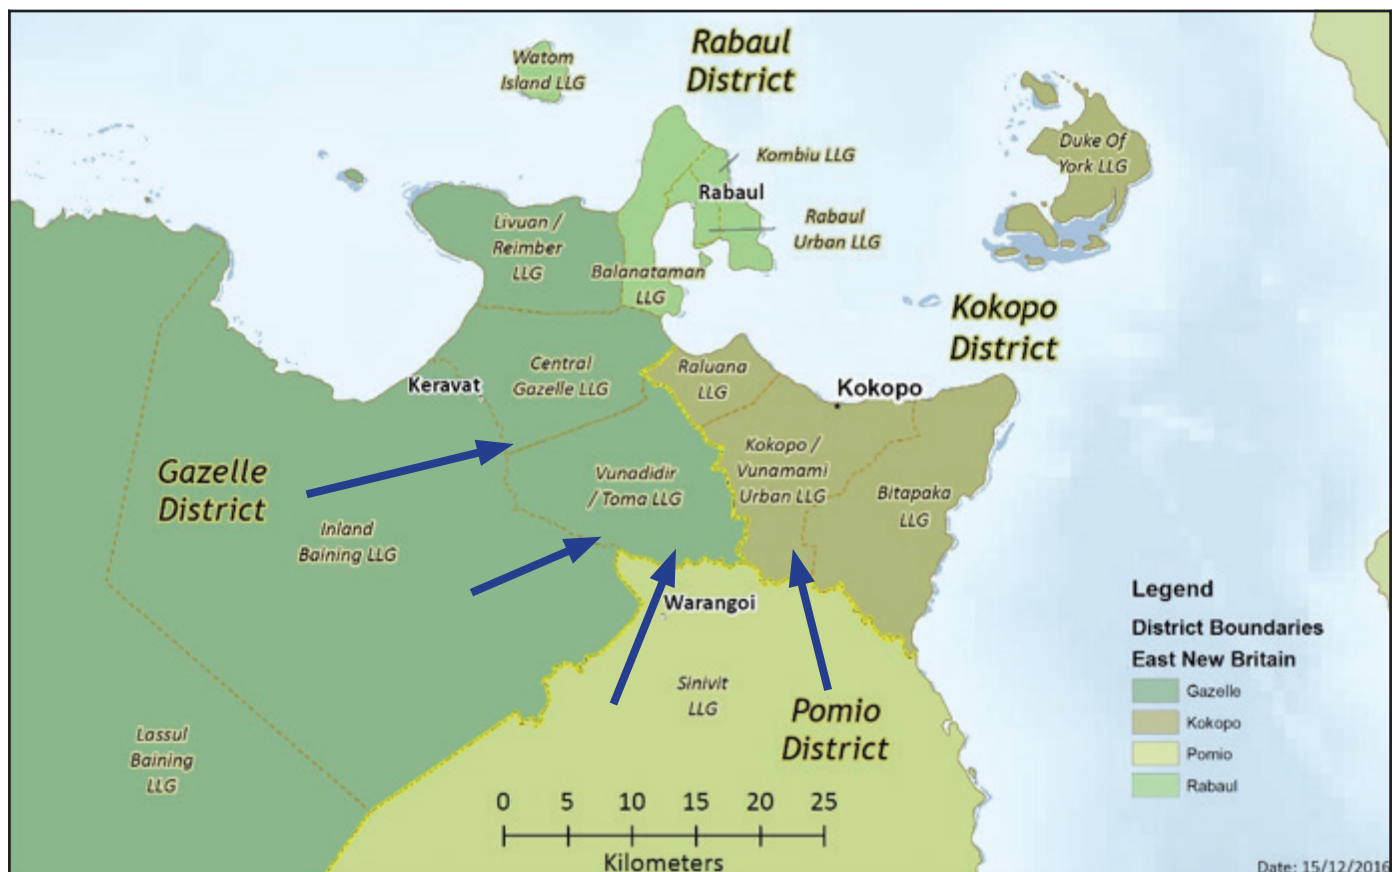 Rabaul
District
Watom
Island LLG
Kombiu LLG
Duke Of
York LLG
Rabaul
Livuan /
Reimber
LLG
Rabaul
Urban LLG
Balanataman
LLG
Kokopo
District
Central
Gazelle LLG
Raluana
LLG
Keravat
Kokopo
Gazelle
District
Vunadidir
/ Toma LLG
Kokopo /
Vunamami
Urban LLG
Bitapaka
LLG
Inland
Baining LLG
Warangoi
Sinivit
LLG
Pomio
District
Lassul
Baining
LLG
Legend
District Boundaries
East New Britain
Gazelle
Kokopo
Pomio
Rabaul
0 5 10 15 20 25
Kilometers
Date: 15/12/2016